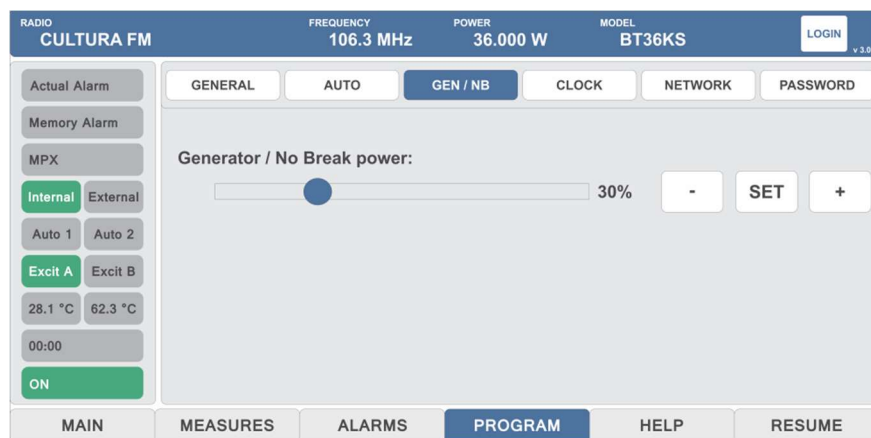 RADIO FREQUENCY POWER MODEL
CULTURA FM 106.3 MHz 36.000 W BT36KS LOGIN
v 3.0
Actual Alarm GENERAL AUTO GEN / NB CLOCK NETWORK PASSWORD
Memory Alarm
MPX Generator / No Break power:
Internal External 30% - SET +
Auto 1 Auto 2
Excit A Excit B
28.1 °C 62.3 °C
00:00
ON
MAIN MEASURES ALARMS PROGRAM HELP RESUME